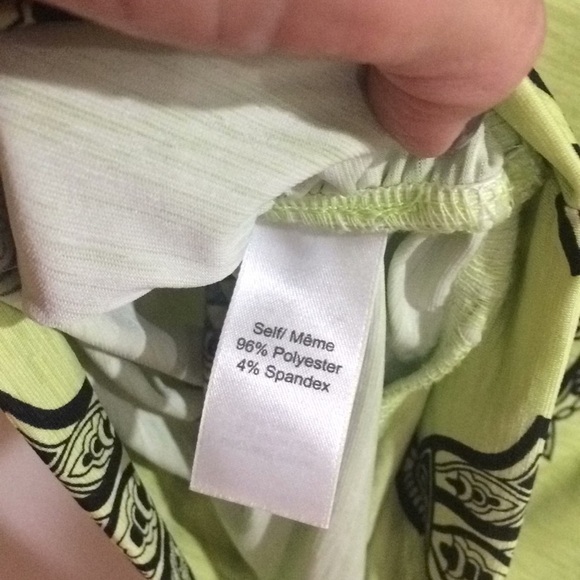 Self/ Même
96% Polyester
4% Spandex